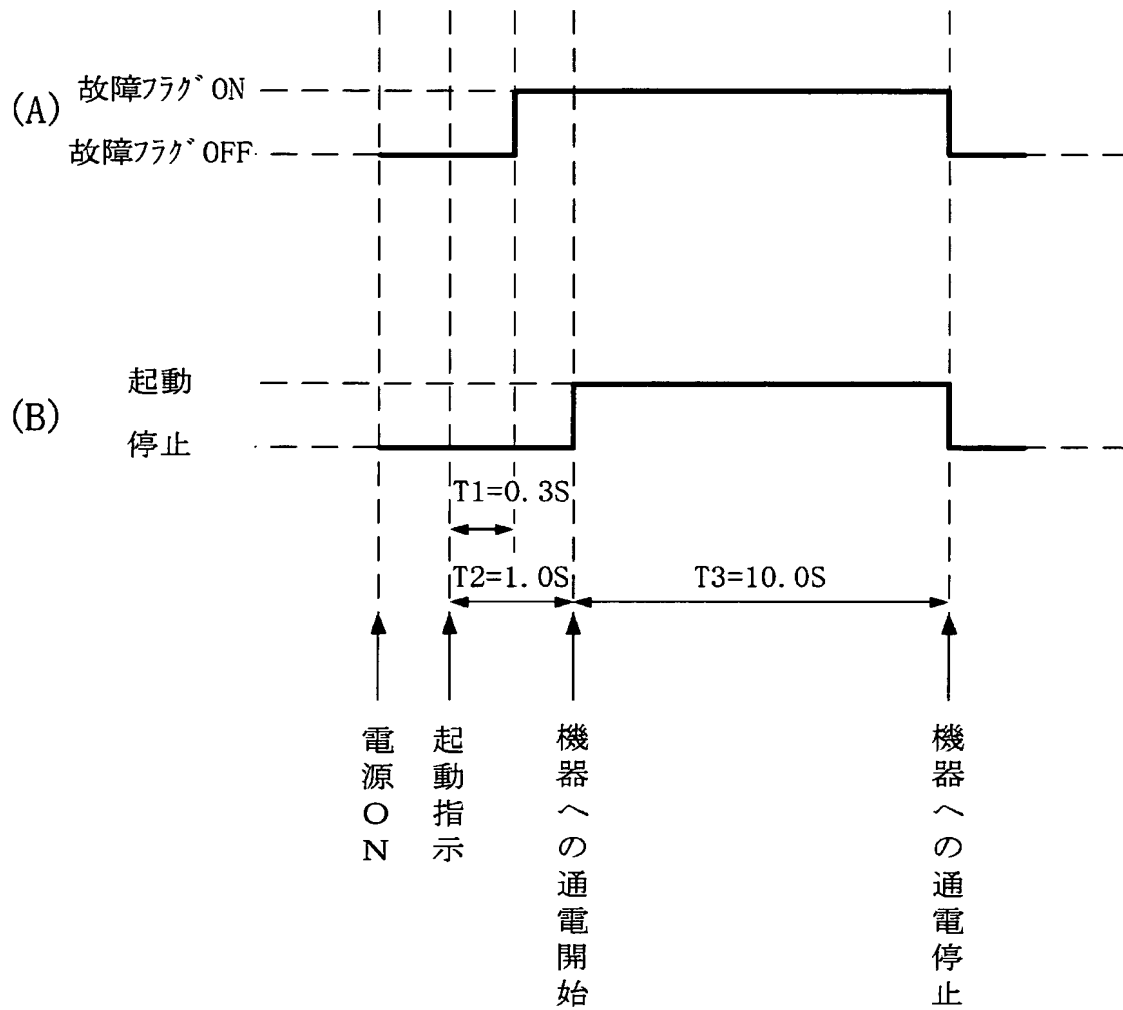 (A)
故障ﾌﾗｸﾞON
故障ﾌﾗｸﾞOFF
(B)
起動
停止
T1=0.3S
T2=1.0S
T3=10.0S
電源ON
起動指示
機器への通電開始
機器への通電停止